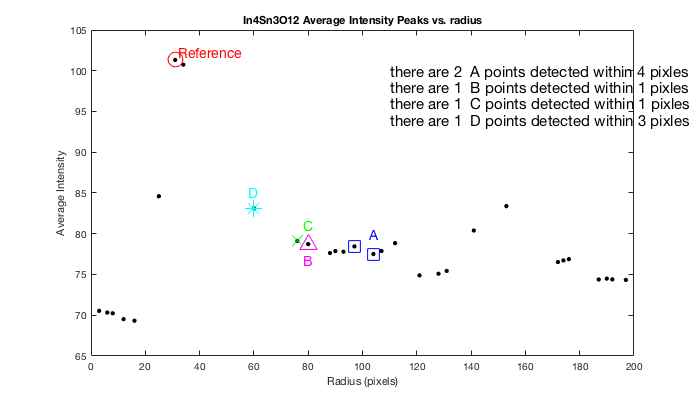 In4Sn3O12 Average Intensity Peaks vs. radius
105
100
95
90
85
80
75
70
65
Average Intensity
Reference
there are 2 A points detected within 4 pixles
there are 1 B points detected within 1 pixles
there are 1 C points detected within 1 pixles
there are 1 D points detected within 3 pixles
D
C
A
B
0 20 40 60 80 100 120 140 160 180 200
Radius (pixels)